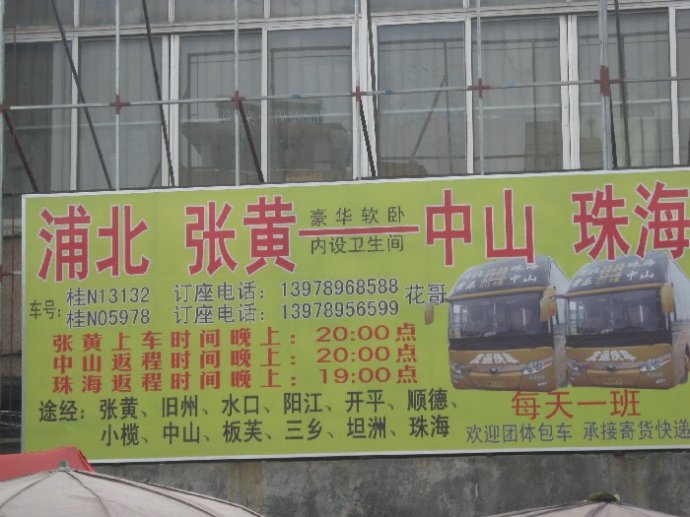 浦北 张黄——中山 珠海
豪华软卧
内设卫生间
车号: 桂N13132 订座电话: 13978968588 花哥
桂N05978 订座电话: 13978956599
张黄上车时间晚上: 20:00点
中山返程时间晚上: 20:00点
珠海返程时间晚上: 19:00点
途经: 张黄、旧州、水口、阳江、开平、顺德、
小榄、中山、板芙、三乡、坦洲、珠海
每天一班
欢迎团体包车 承接寄货快递